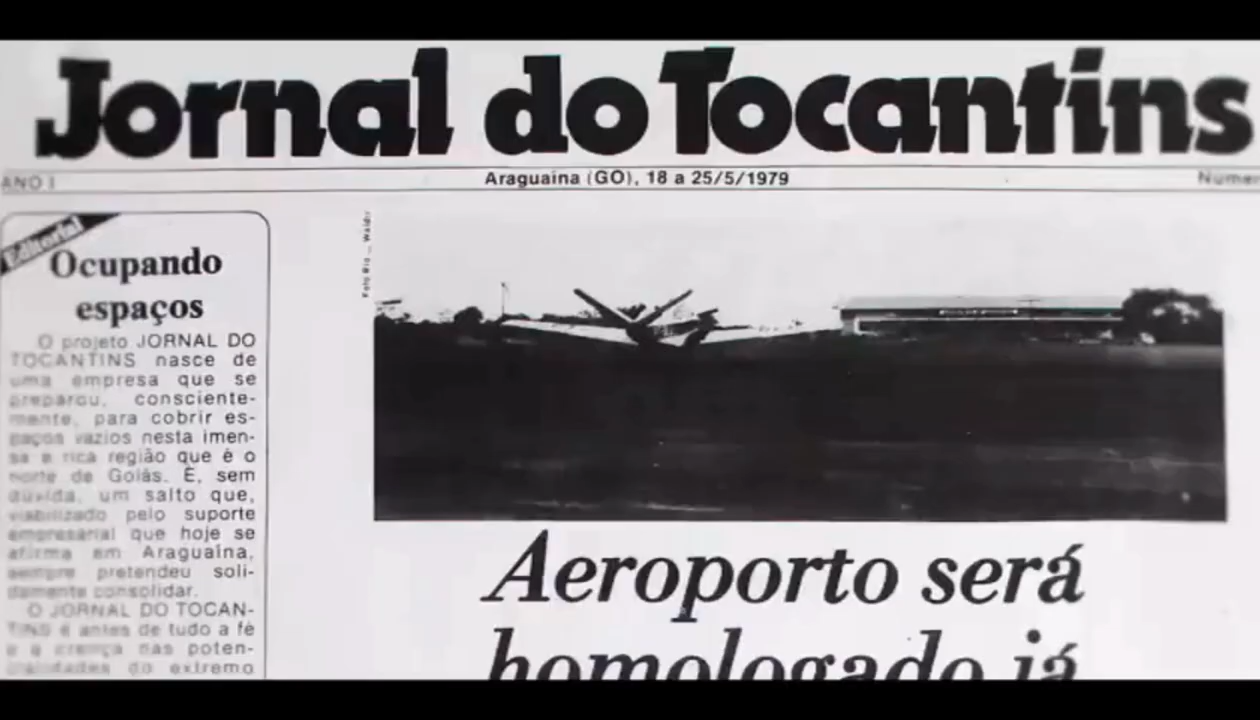 Jornal do Tocantins
ANO I
Araguaina (GO), 18 a 25/5/1979
Editorial
Ocupando
espaços
O projeto JORNAL DO
TOCANTINS nasce de
uma empresa que se
preparou, consciente-
mente, para cobrir es-
paços vazios nesta imen-
sa e rica região que é o
norte de Goiás. E, sem
dúvida, um salto que,
viabilizado pelo suporte
empresarial que hoje se
afirma em Araguaína,
sempre pretendeu soli-
damente consolidar.
O JORNAL DO TOCAN-
TINS é antes de tudo a fé
e a crença nas poten-
cialidades do extremo
Aeroporto será
homologado já